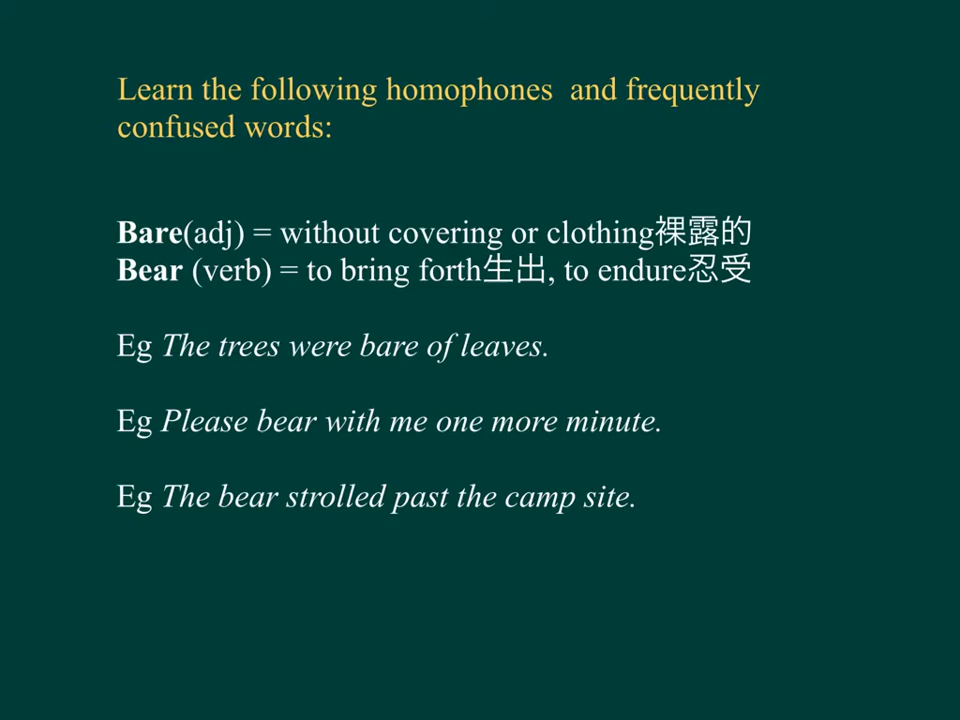 Learn the following homophones  and frequently
confused words:
Bare(adj) = without covering or clothing裸露的
Bear (verb) = to bring forth生出, to endure忍受
Eg The trees were bare of leaves.
Eg Please bear with me one more minute.
Eg The bear strolled past the camp site.